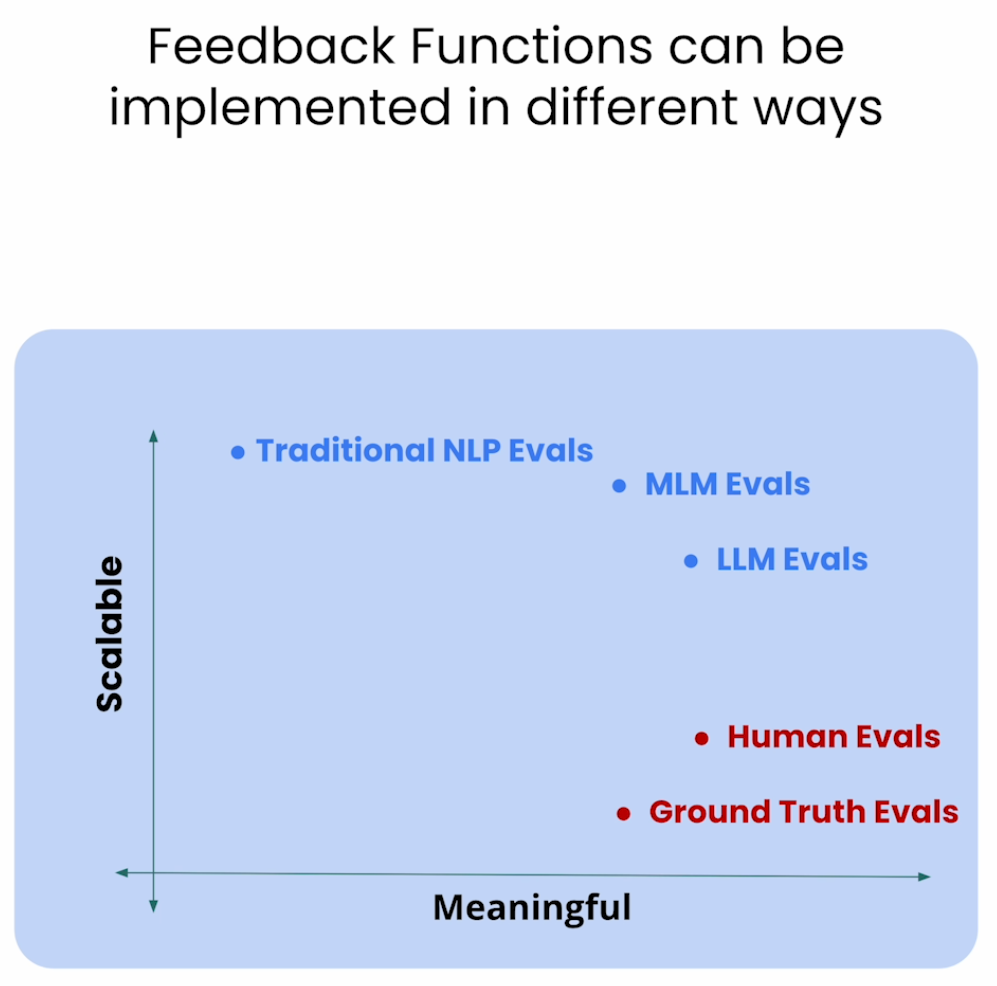 Feedback Functions can be
implemented in different ways
Traditional NLP Evals
MLM Evals
LLM Evals
Scalable
Human Evals
Ground Truth Evals
Meaningful